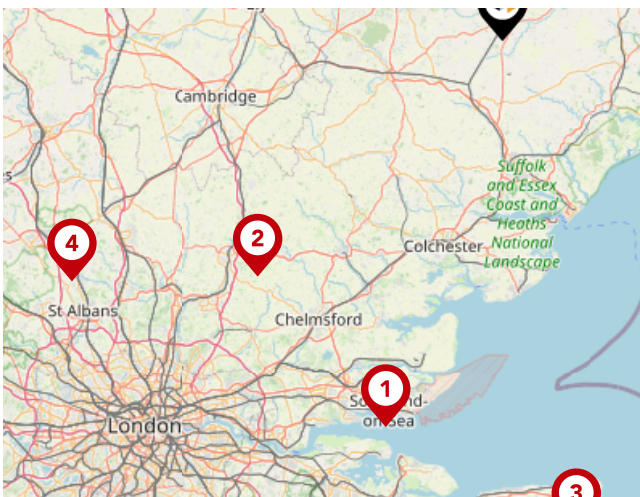 Cambridge
Suffolk
and Essex
Coast and
Heaths
National
Landscape
4
2
Colchester
St Albans
Chelmsford
1
on-Sea
London
3